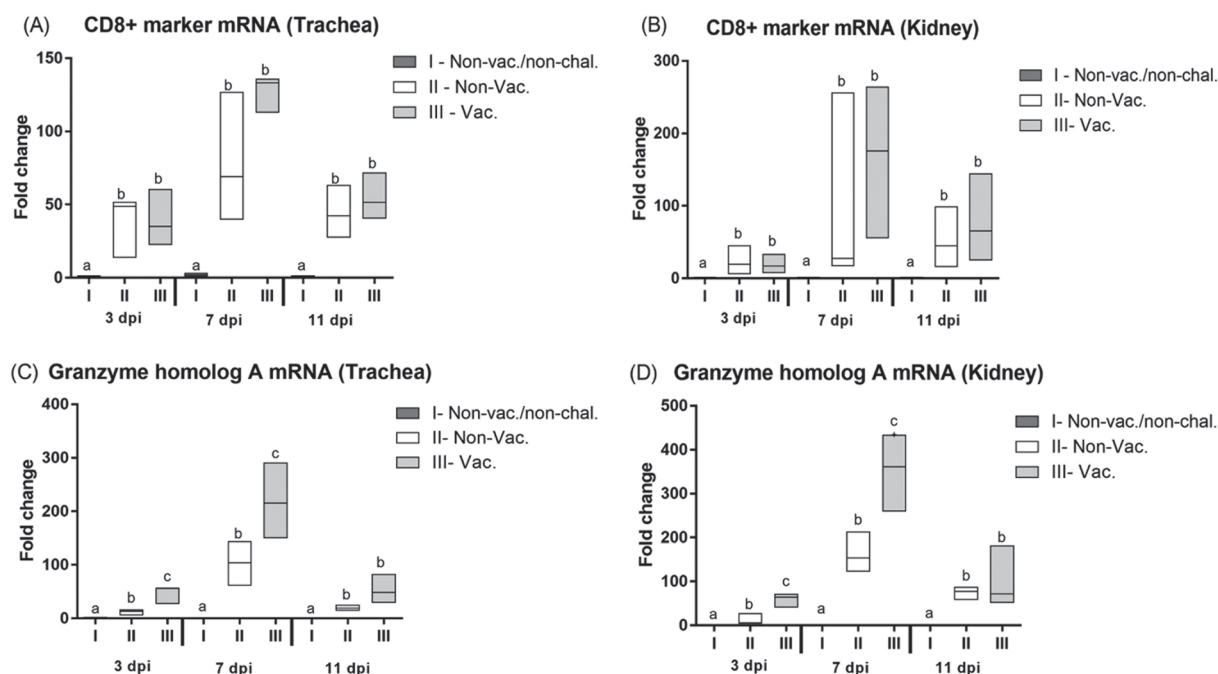 (A) CD8+ marker mRNA (Trachea)
150
100
50
0
Fold change
a
b
b
a
b
b
a
b
b
I II III I II III I II III
3 dpi 7 dpi 11 dpi
I - Non-vac./non-chal.
II - Non-Vac.
III - Vac.
(B) CD8+ marker mRNA (Kidney)
300
200
100
0
Fold change
a
b
b
a
b
b
a
b
b
I II III I II III I II III
3 dpi 7 dpi 11 dpi
I - Non-vac./non-chal.
II- Non-Vac.
III- Vac.
(C) Granzyme homolog A mRNA (Trachea)
400
300
200
100
0
Fold change
a
b
c
a
b
c
a
b
b
I II III I II III I II III
3 dpi 7 dpi 11 dpi
I- Non-vac./non-chal.
II- Non-Vac.
III- Vac.
(D) Granzyme homolog A mRNA (Kidney)
500
400
300
200
100
0
Fold change
a
b
c
a
b
c
a
b
b
I II III I II III I II III
3 dpi 7 dpi 11 dpi
I- Non-vac./non-chal.
II- Non-Vac.
III- Vac.